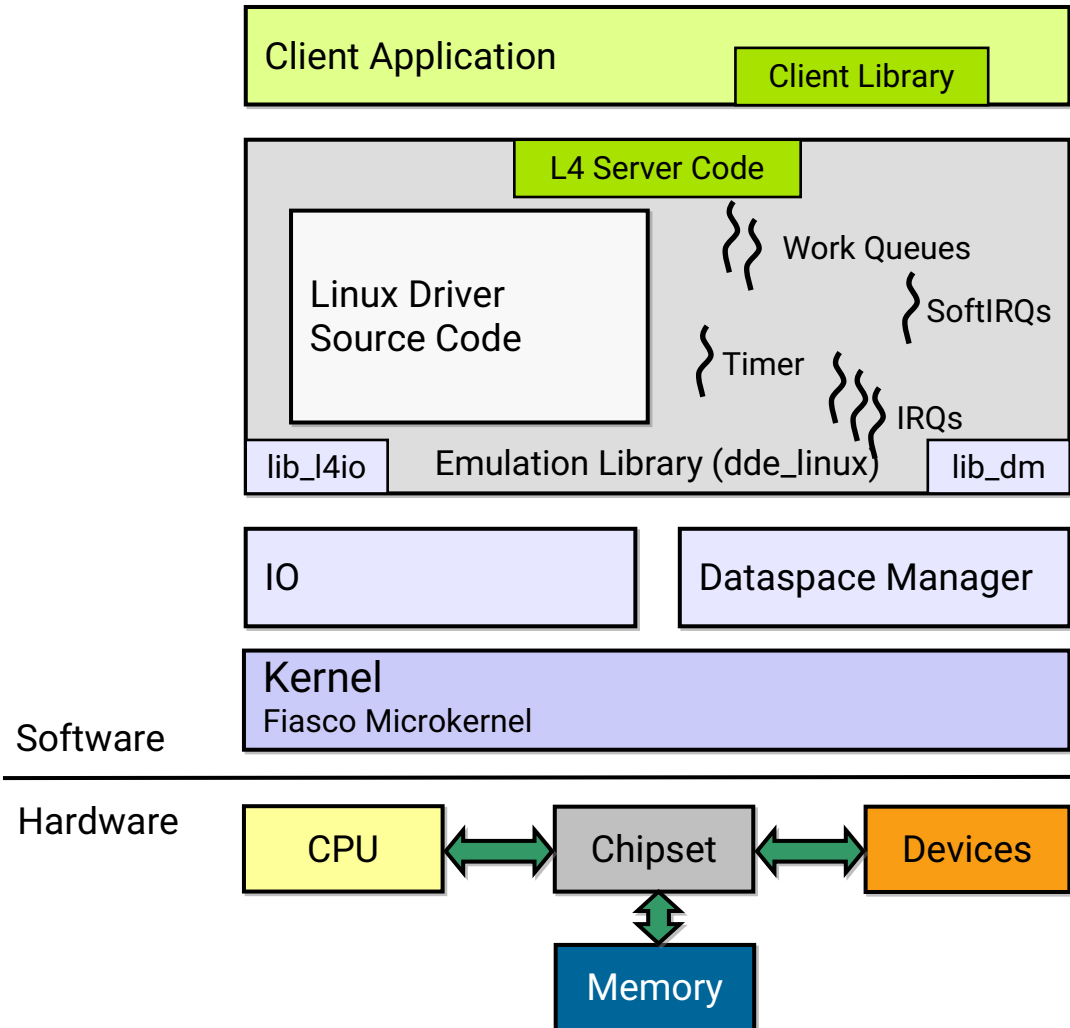 Client Application
Client Library
L4 Server Code
Work Queues
Linux Driver
Source Code
SoftIRQs
Timer
IRQs
lib_l4io
Emulation Library (dde_linux)
lib_dm
IO
Dataspace Manager
Kernel
Fiasco Microkernel
Software
Hardware
CPU
Chipset
Devices
Memory